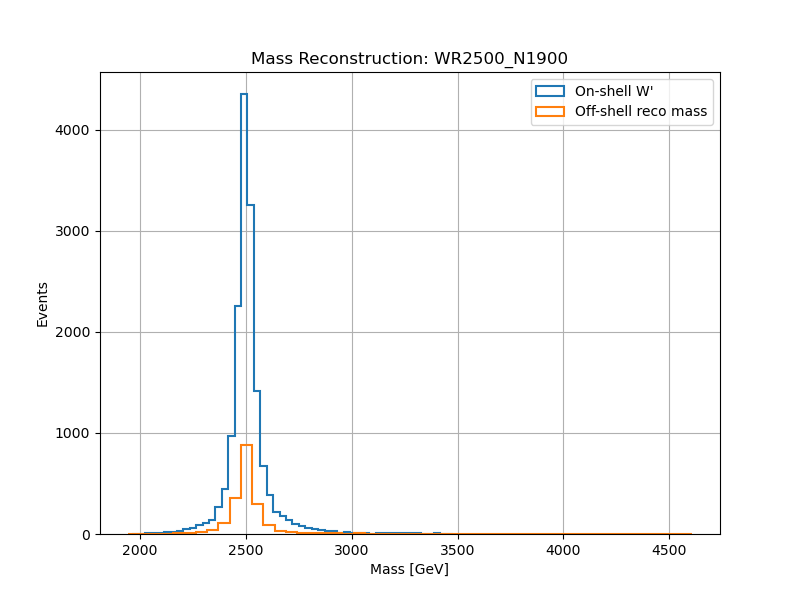 Mass Reconstruction: WR2500_N1900
On-shell W'
Off-shell reco mass
Events
4000
3000
2000
1000
0
2000 2500 3000 3500 4000 4500
Mass [GeV]